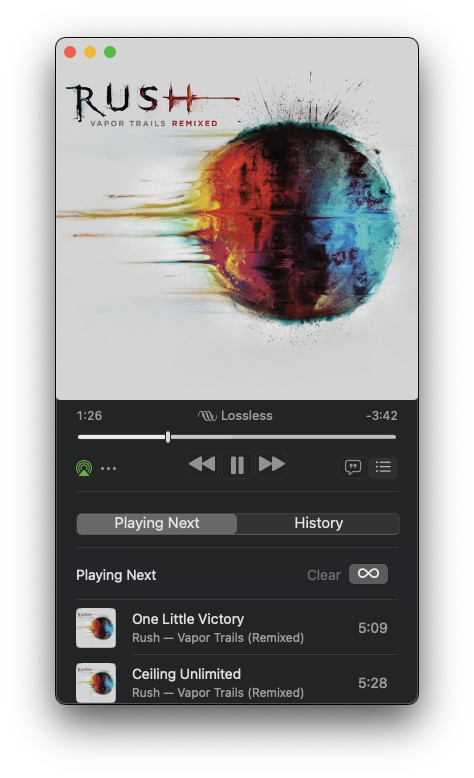 RUSH
VAPOR TRAILS REMIXED
1:26 Lossless -3:42
Playing Next History
Playing Next Clear
One Little Victory
Rush — Vapor Trails (Remixed)
5:09
Ceiling Unlimited
Rush — Vapor Trails (Remixed)
5:28